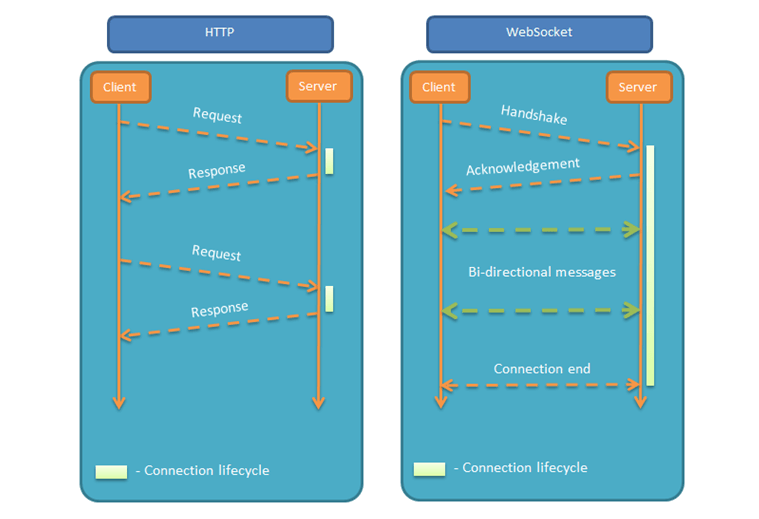 HTTP
Client
Server
Request
Response
Request
Response
- Connection lifecycle
WebSocket
Client
Server
Handshake
Acknowledgement
Bi-directional messages
Connection end
- Connection lifecycle